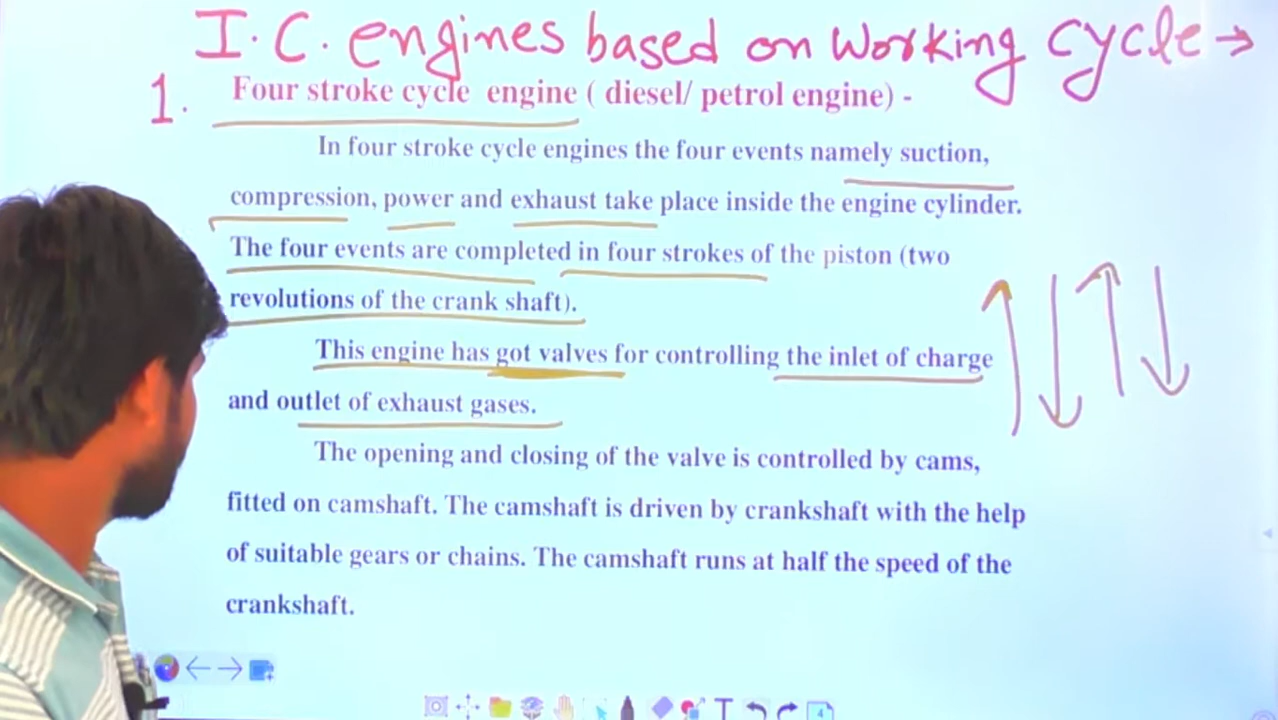 I.C. engines based on Working Cycle →
1. Four stroke cycle engine ( diesel/ petrol engine) -
In four stroke cycle engines the four events namely suction,
compression, power and exhaust take place inside the engine cylinder.
The four events are completed in four strokes of the piston (two
revolutions of the crank shaft).
This engine has got valves for controlling the inlet of charge
and outlet of exhaust gases.
The opening and closing of the valve is controlled by cams,
fitted on camshaft. The camshaft is driven by crankshaft with the help
of suitable gears or chains. The camshaft runs at half the speed of the
crankshaft.
T
4